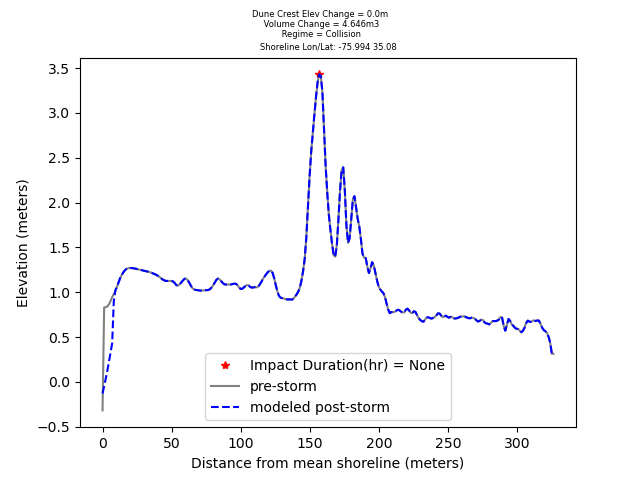 Dune Crest Elev Change = 0.0m
Volume Change = 4.646m3
Regime = Collision
Shoreline Lon/Lat: -75.994 35.08
3.5
3.0
2.5
2.0
1.5
1.0
0.5
0.0
−0.5
Elevation (meters)
Impact Duration(hr) = None
pre-storm
modeled post-storm
0 50 100 150 200 250 300
Distance from mean shoreline (meters)